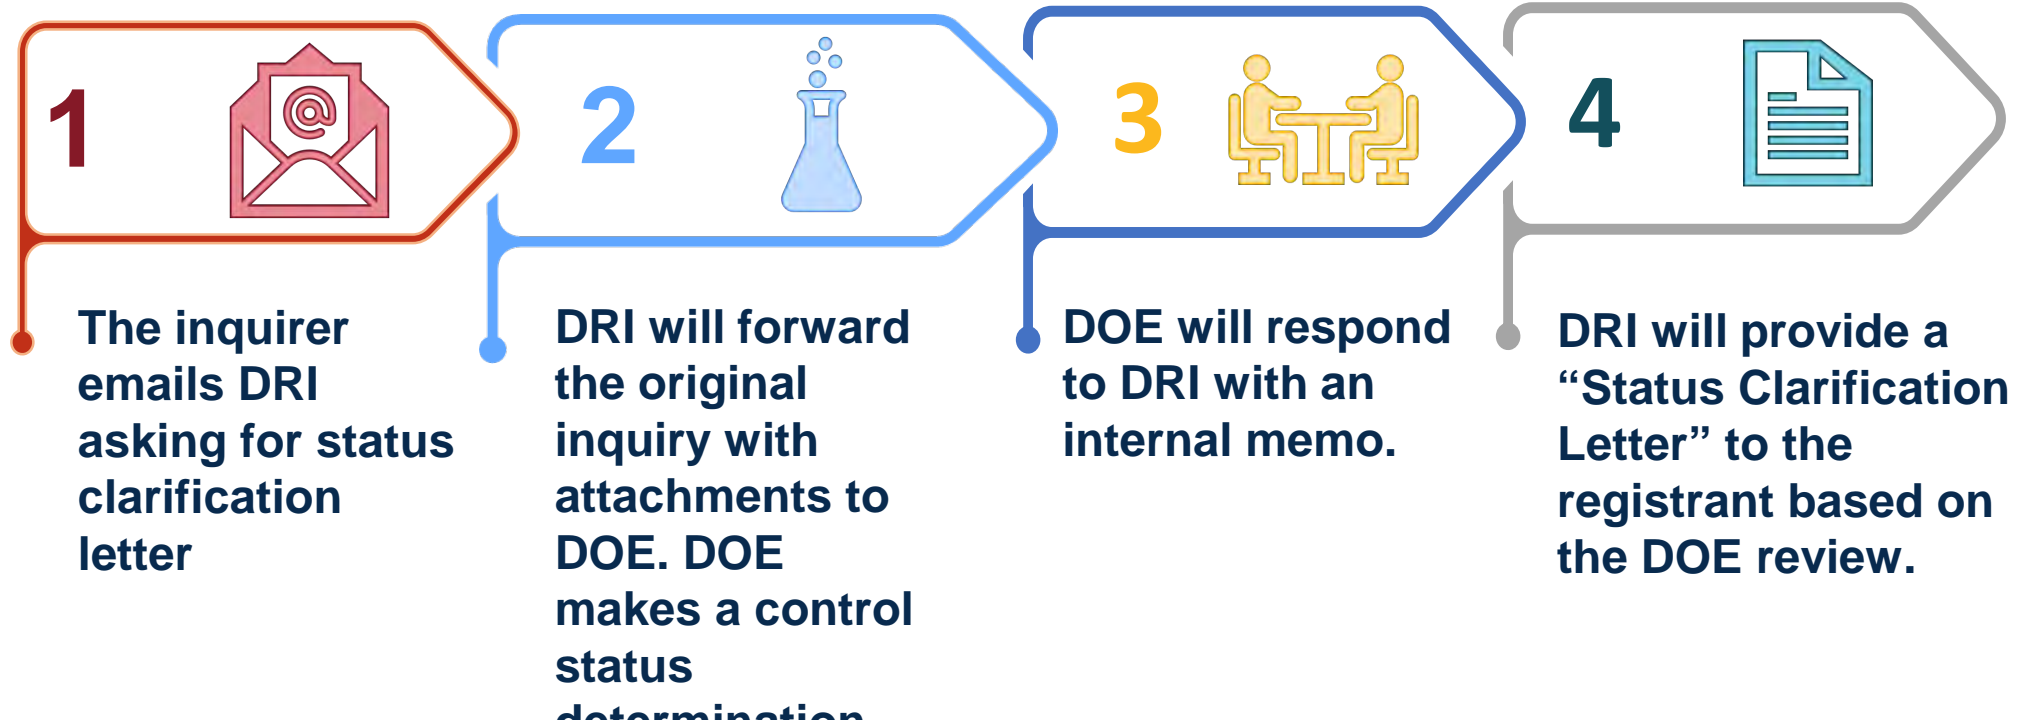 1
The inquirer
emails DRI
asking for status
clarification
letter
2
DRI will forward
the original
inquiry with
attachments to
DOE. DOE
makes a control
status
determination
3
DOE will respond
to DRI with an
internal memo.
4
DRI will provide a
“Status Clarification
Letter” to the
registrant based on
the DOE review.